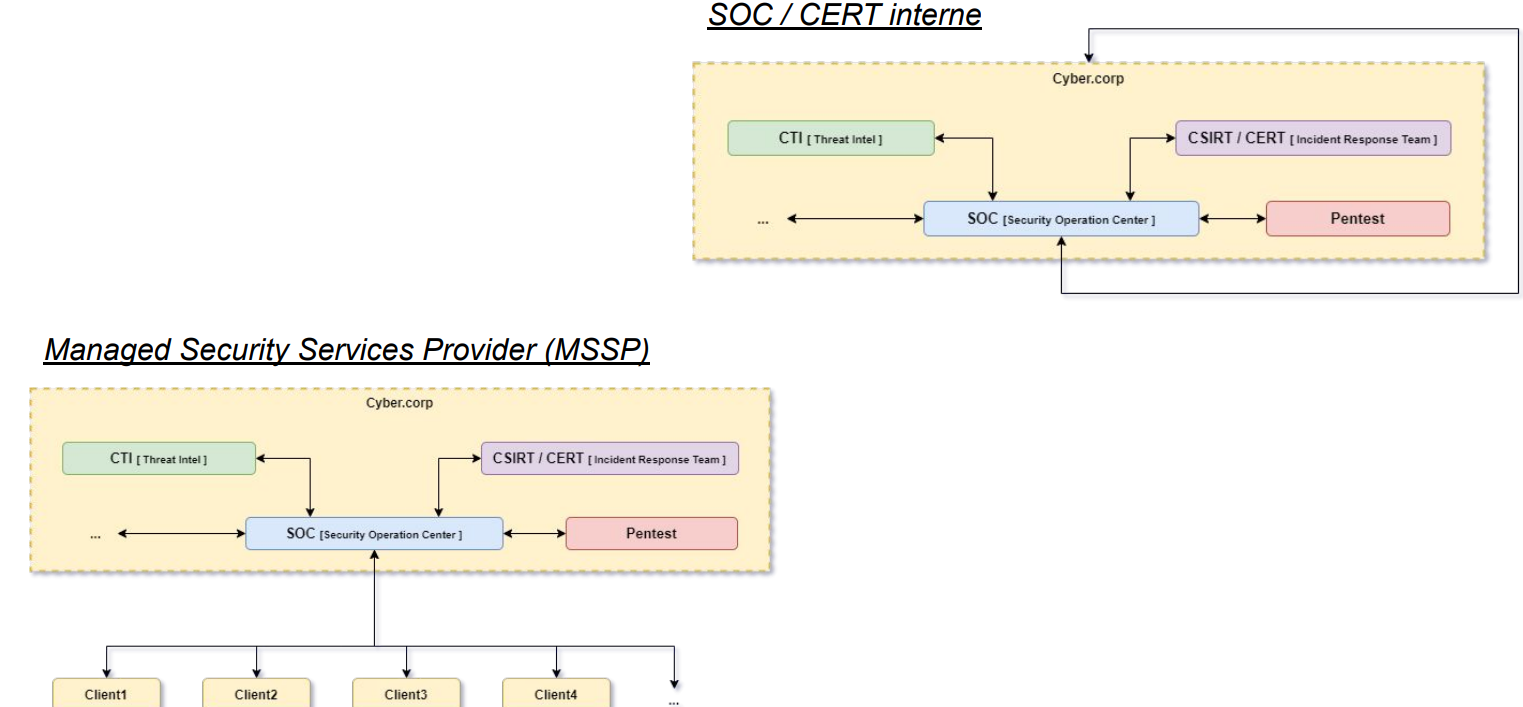 SOC / CERT interne
Cyber.corp
CTI [ Threat Intel ]
CSIRT / CERT [ Incident Response Team ]
...
SOC [Security Operation Center ]
Pentest
Managed Security Services Provider (MSSP)
Cyber.corp
CTI [ Threat Intel ]
CSIRT / CERT [ Incident Response Team ]
...
SOC [Security Operation Center ]
Pentest
Client1
Client2
Client3
Client4
...